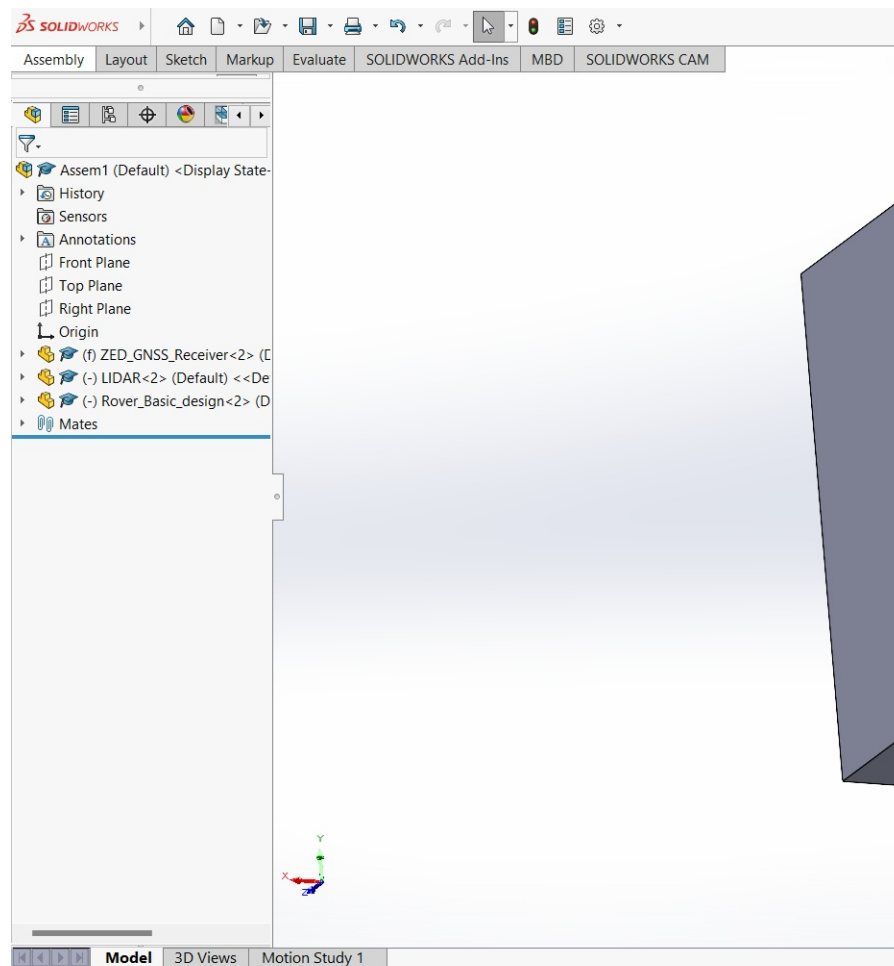 SOLIDWORKS
Assembly Layout Sketch Markup Evaluate SOLIDWORKS Add-Ins MBD SOLIDWORKS CAM
Assem1 (Default) <Display State-
History
Sensors
A Annotations
Front Plane
Top Plane
Right Plane
Origin
(f) ZED_GNSS_Receiver<2> (D
(-) LIDAR<2> (Default) <<De
(-) Rover_Basic_design<2> (D
Mates
Y
X
Z
Model 3D Views Motion Study 1